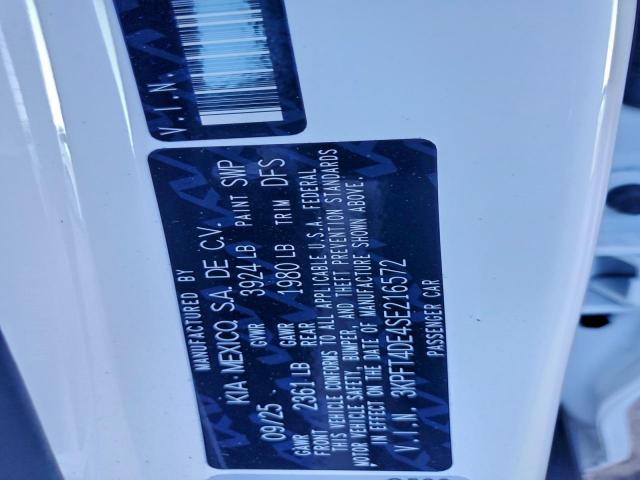 V.I.N.
MANUFACTURED BY
KIA MEXICO, S.A. DE C.V.
09/25 GVWR 3924 LB PAINT SWP
GAWR FRONT 2361 LB GAWR REAR 1980 LB TRIM DFS
THIS VEHICLE CONFORMS TO ALL APPLICABLE U.S.A. FEDERAL
MOTOR VEHICLE SAFETY, BUMPER, AND THEFT PREVENTION STANDARDS
IN EFFECT ON THE DATE OF MANUFACTURE SHOWN ABOVE.
V.I.N. 3KPFT4DE4SE216572
PASSENGER CAR